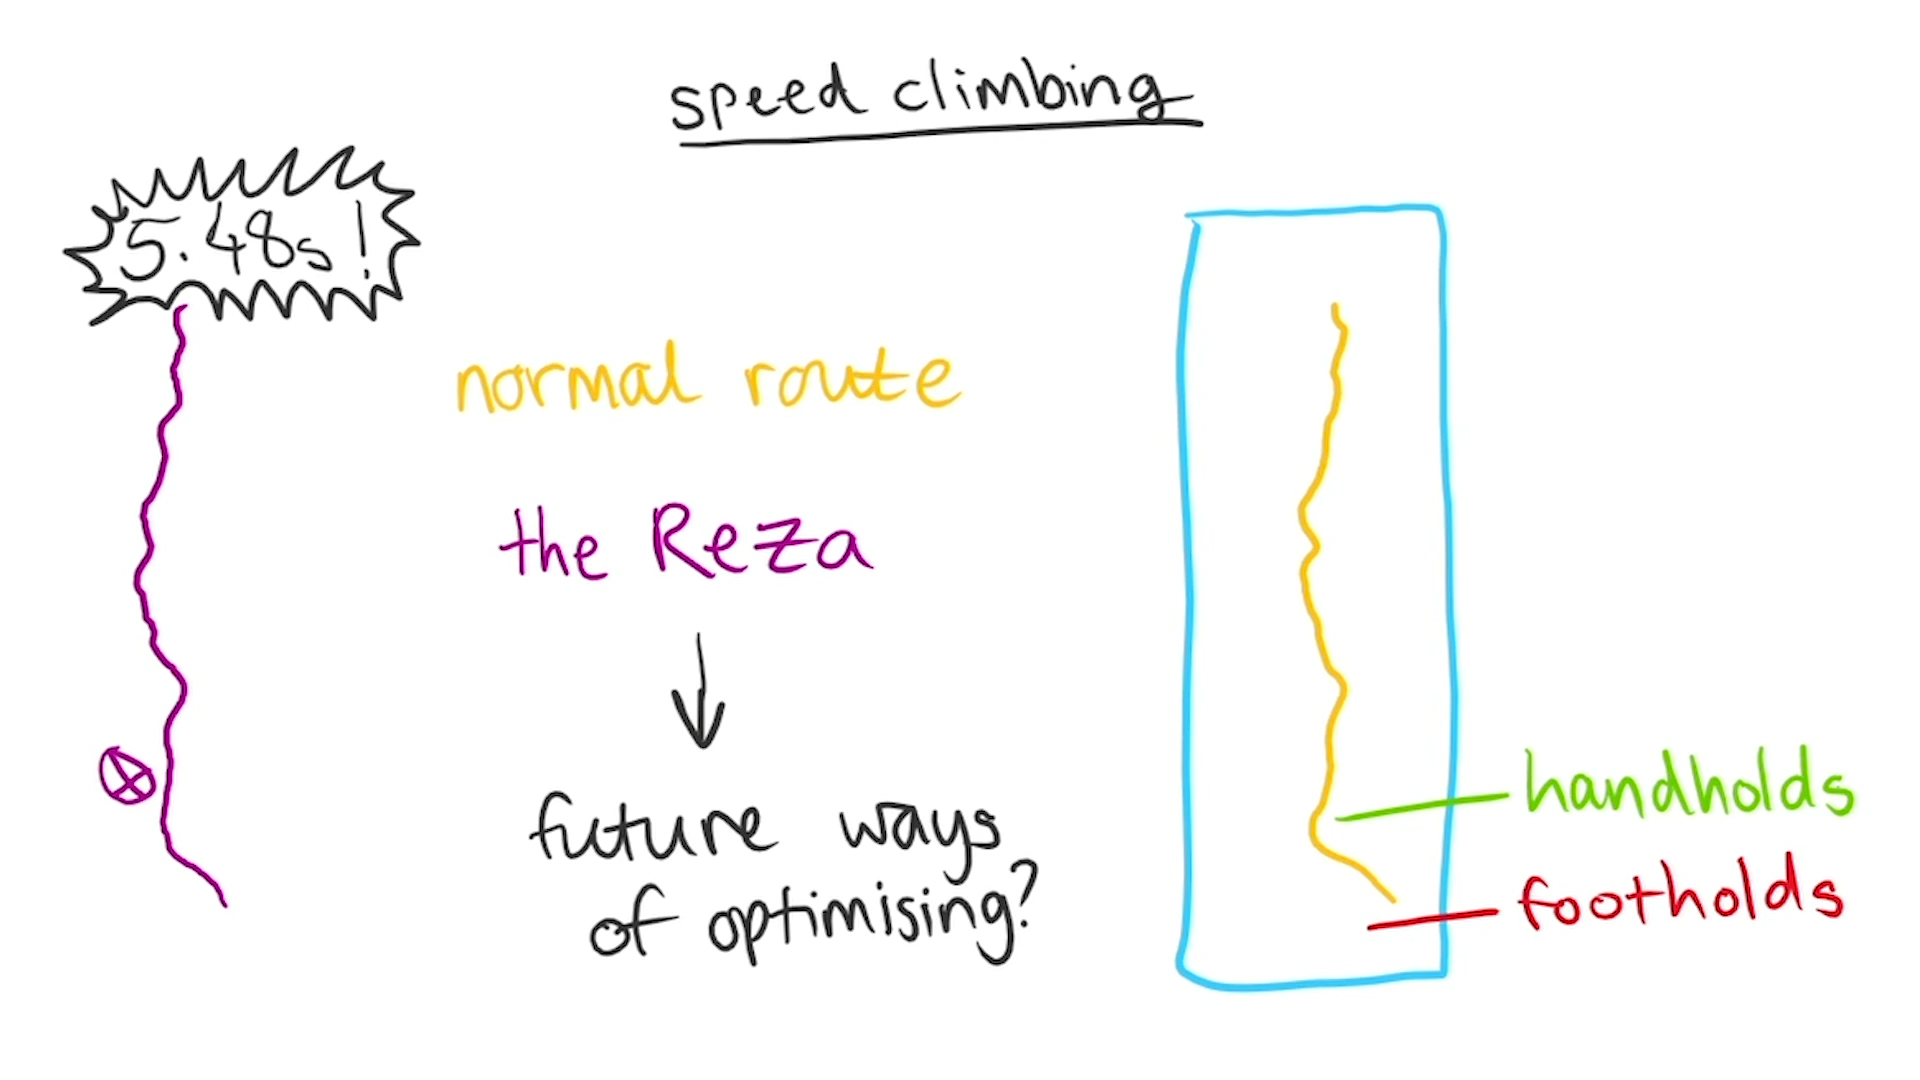 speed climbing
5.48s!
normal route
the Reza
future ways
of optimising?
handholds
footholds